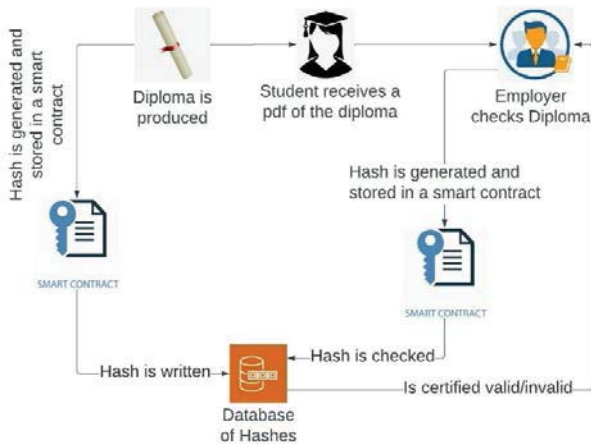 Hash is generated and
stored in a smart
contract
Diploma is
produced
Student receives a
pdf of the diploma
Employer
checks Diploma
Hash is generated and
stored in a smart contract
SMART CONTRACT
SMART CONTRACT
Hash is written
Hash is checked
Is certified valid/invalid
Database
of Hashes